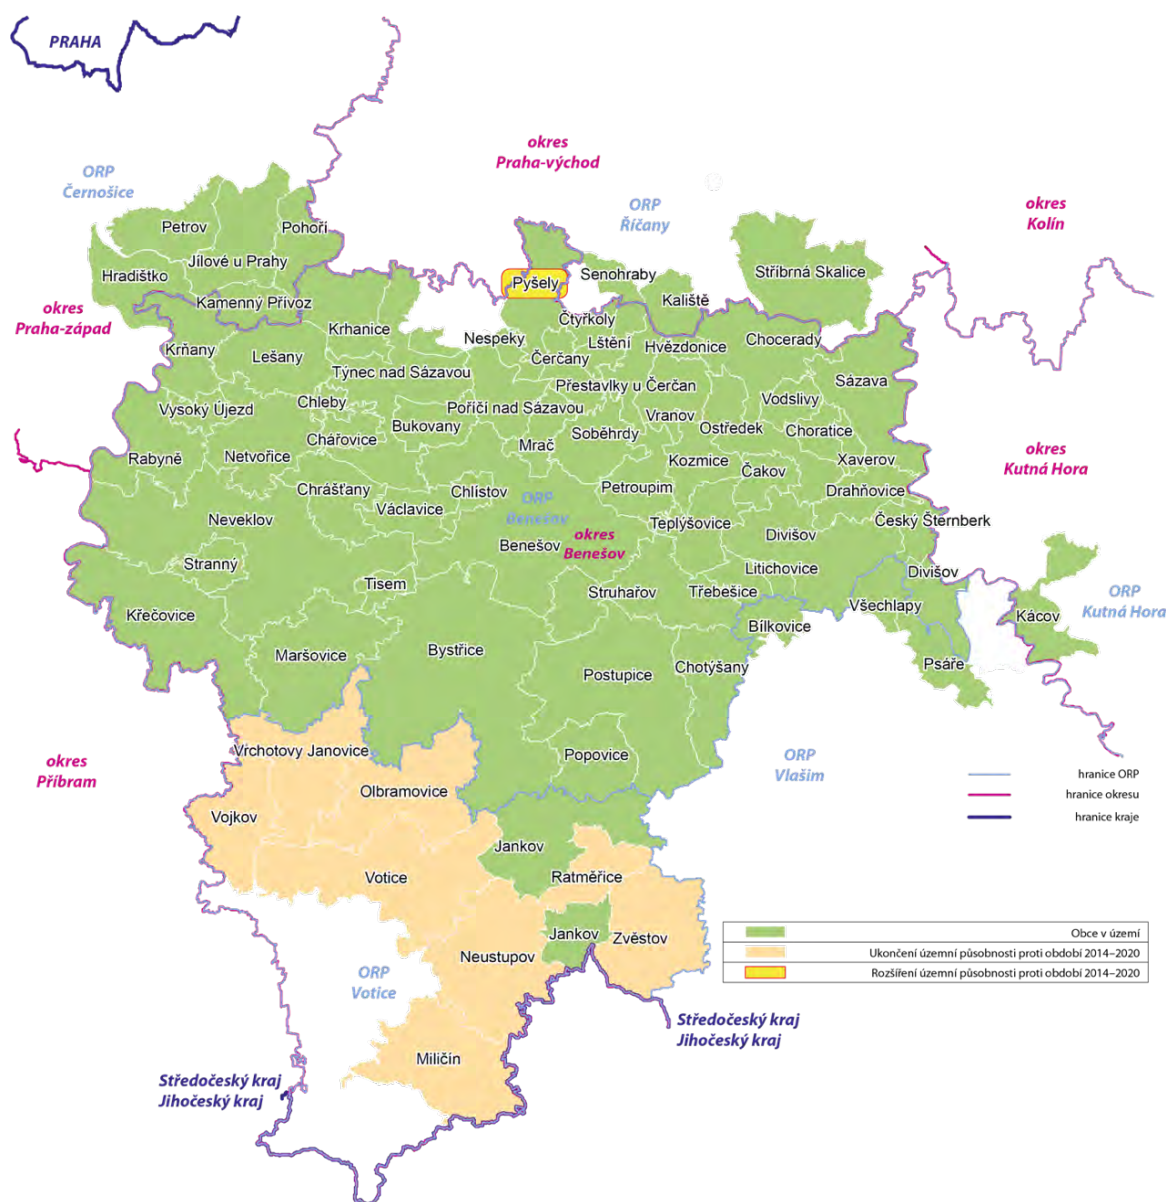 PRAHA
okres
Praha-východ
ORP
Černošice
ORP
Říčany
okres
Kolín
Petrov
Pohoří
Jílové u Prahy
Hradištko
Pyšely
Senohraby
Stříbrná Skalice
Kaliště
Kamenný Přívoz
okres
Praha-západ
Krhanice
Čtyřkoly
Nespeky
Lštění
Hvězdonice
Chocerady
Krňany
Lešany
Čerčany
Týnec nad Sázavou
Přestavlky u Čerčan
Sázava
Vysoký Újezd
Chleby
Poříčí nad Sázavou
Vodslivy
Vranov
Bukovany
Ostředek
Choratice
Chářovice
Soběhrdy
Mrač
Rabyně
Netvořice
Kozmice
Čakov
Xaverov
okres
Kutná Hora
Chrášťany
Chlístov
Petroupim
Drahňovice
ORP
Benešov
Václavice
Neveklov
Teplýšovice
Český Šternberk
Benešov
okres
Benešov
Divišov
Stranný
Litichovice
Divišov
Tisem
Struhařov
Třebešice
ORP
Kutná Hora
Všechlapy
Křečovice
Kácov
Bílkovice
Bystřice
Maršovice
Chotýšany
Psáře
Postupice
Vrchotovy Janovice
Popovice
ORP
Vlašim
okres
Příbram
hranice ORP
hranice okresu
hranice kraje
Olbramovice
Vojkov
Jankov
Votice
Ratměřice
Jankov
Zvěstov
Obce v území
Ukončení územní působnosti proti období 2014–2020
Rozšíření územní působnosti proti období 2014–2020
Neustupov
ORP
Votice
Středočeský kraj
Jihočeský kraj
Miličín
Středočeský kraj
Jihočeský kraj